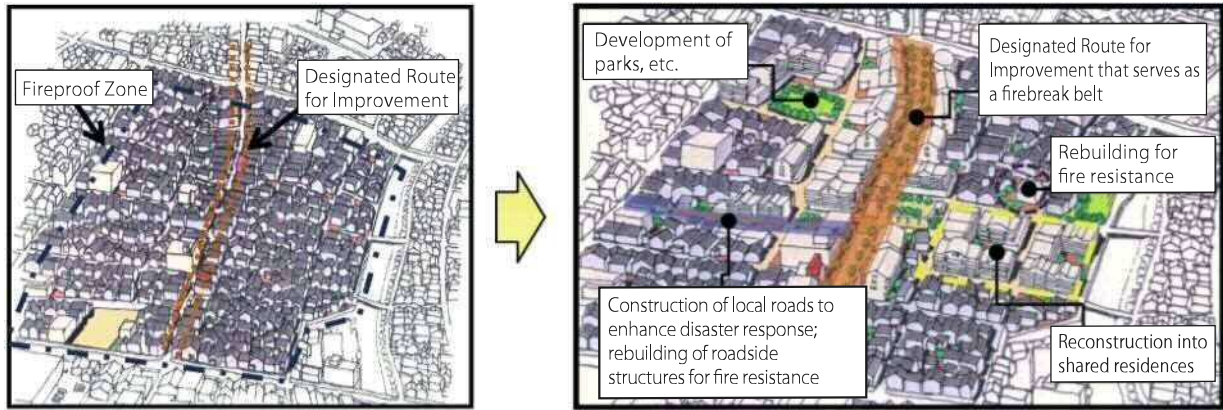 Fireproof Zone
Designated Route
for Improvement
Development of
parks, etc.
Designated Route for
Improvement that serves as
a firebreak belt
Rebuilding for
fire resistance
Construction of local roads to
enhance disaster response;
rebuilding of roadside
structures for fire resistance
Reconstruction into
shared residences